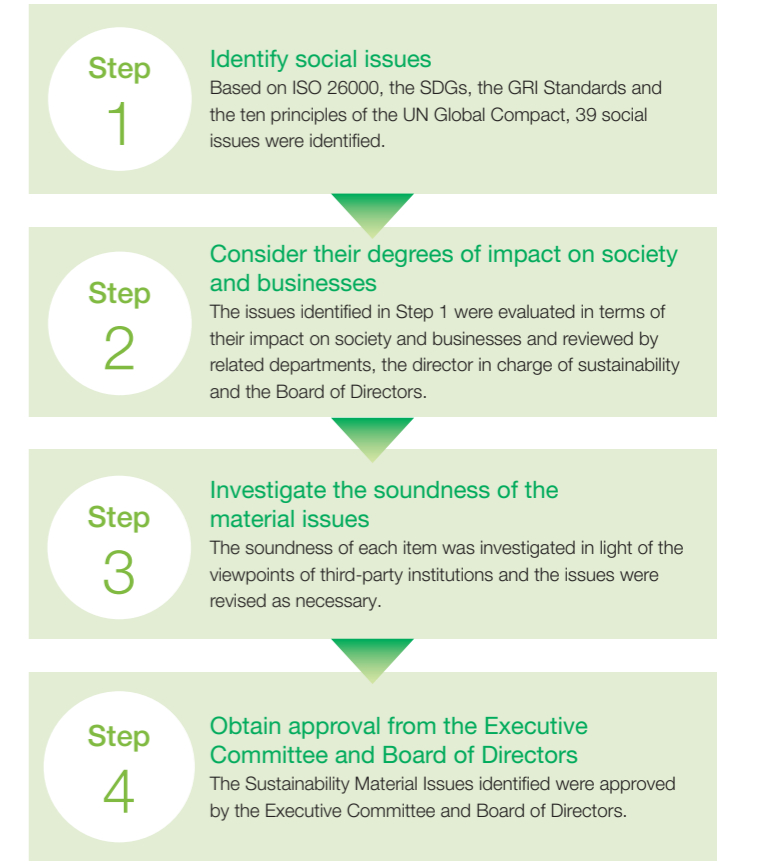 Step
1
Identify social issues
Based on ISO 26000, the SDGs, the GRI Standards and
the ten principles of the UN Global Compact, 39 social
issues were identified.
Step
2
Consider their degrees of impact on society
and businesses
The issues identified in Step 1 were evaluated in terms of
their impact on society and businesses and reviewed by
related departments, the director in charge of sustainability
and the Board of Directors.
Step
3
Investigate the soundness of the
material issues
The soundness of each item was investigated in light of the
viewpoints of third-party institutions and the issues were
revised as necessary.
Step
4
Obtain approval from the Executive
Committee and Board of Directors
The Sustainability Material Issues identified were approved
by the Executive Committee and Board of Directors.